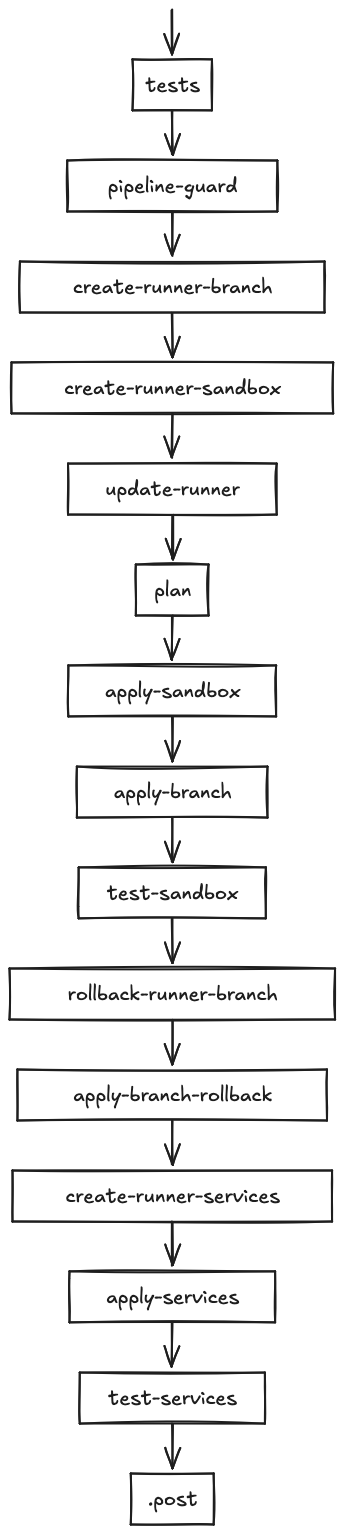 tests
pipeline-guard
create-runner-branch
create-runner-sandbox
update-runner
plan
apply-sandbox
apply-branch
test-sandbox
rollback-runner-branch
apply-branch-rollback
create-runner-services
apply-services
test-services
.post